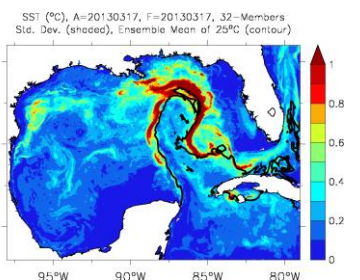 SST (°C), A=20130317, F=20130317, 32-Members
Std. Dev. (shaded), Ensemble Mean of 25°C (contour)
1
0.8
0.6
0.4
0.2
0
95°W 90°W 85°W 80°W